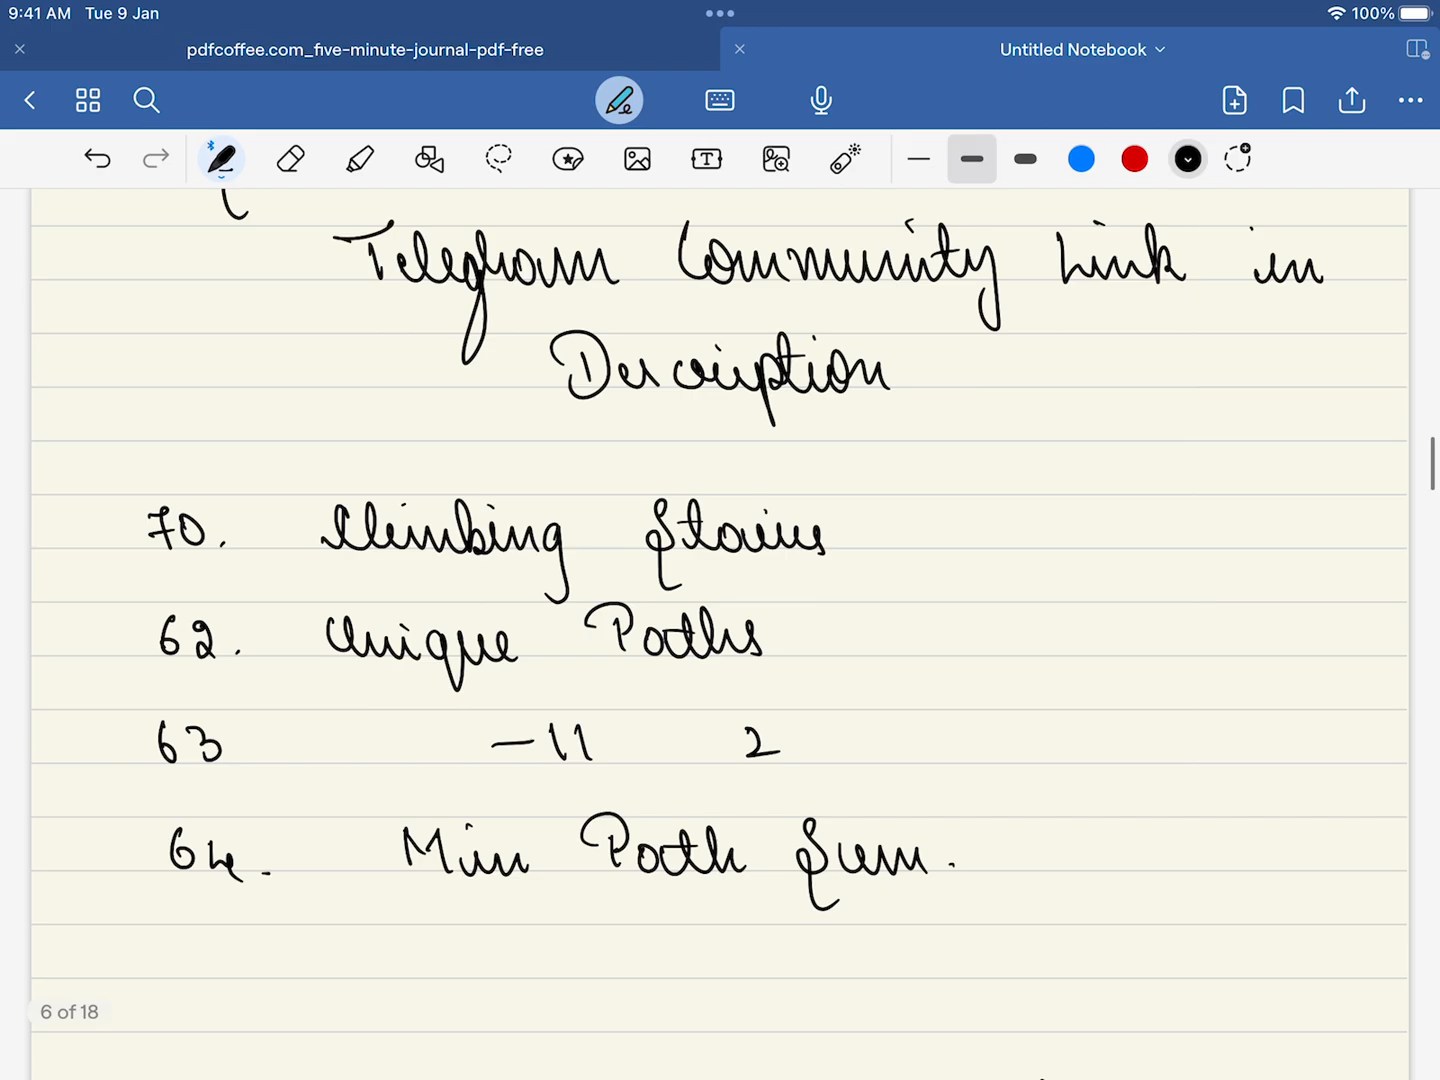 9:41 AM Tue 9 Jan 100%
pdfcoffee.com_five-minute-journal-pdf-free Untitled Notebook
Telegram Community Link in
Description
70. Climbing Stairs
62. Unique Paths
63 -11 2
64. Min Path Sum.
6 of 18